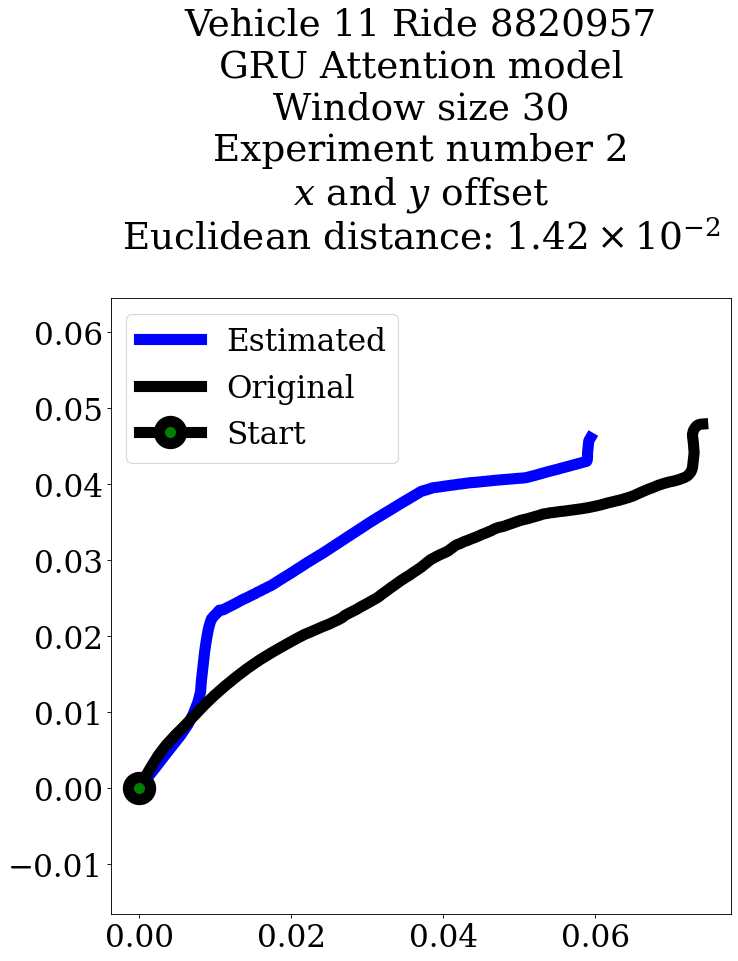 Vehicle 11 Ride 8820957
GRU Attention model
Window size 30
Experiment number 2
x and y offset
Euclidean distance: 1.42 × 10⁻²
Estimated
Original
Start
0.06
0.05
0.04
0.03
0.02
0.01
0.00
−0.01
0.00 0.02 0.04 0.06